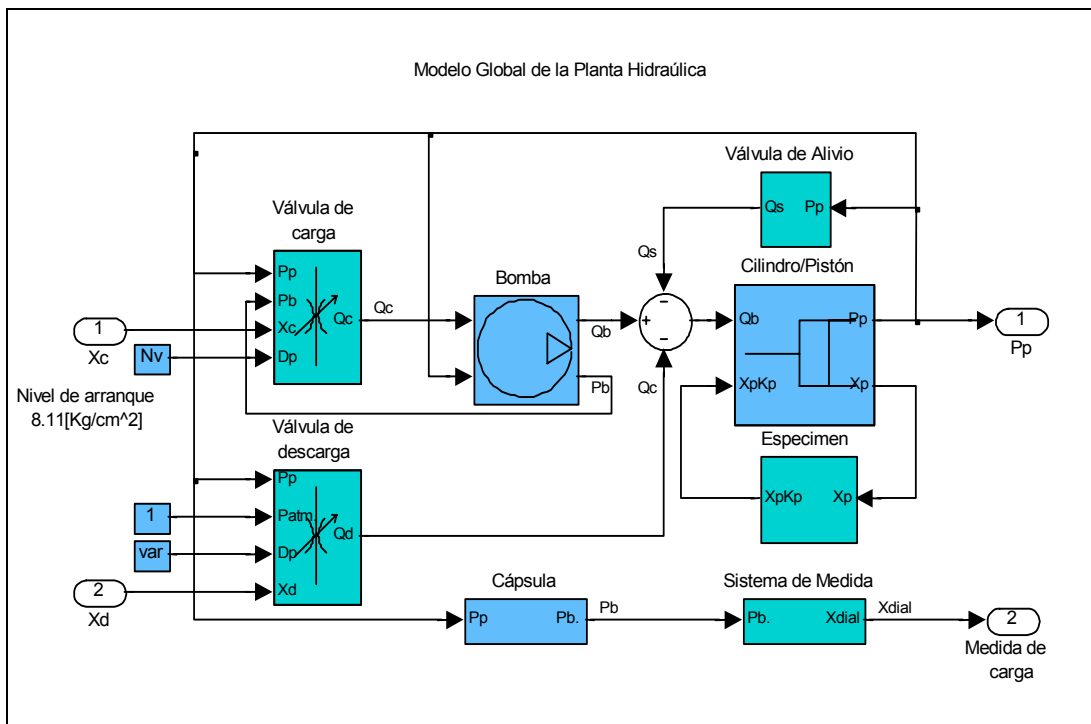 Modelo Global de la Planta Hidraúlica
Válvula de Alivio
Qs
Pp
Válvula de
carga
Pp
Pb
Xc
Dp
Qc
Qc
Bomba
Qb
Pb
Qs
Qc
Cilindro/Pistón
Qb
Pp
XpKp
Xp
1
Pp
1
Xc
Nv
Nivel de arranque
8.11[Kg/cm^2]
Válvula de
descarga
Pp
Patm.
Dp
Xd
Qd
1
var
2
Xd
Especimen
XpKp
Xp
Cápsula
Pp
Pb.
Pb
Sistema de Medida
Pb.
Xdial
Xdial
2
Medida de
carga